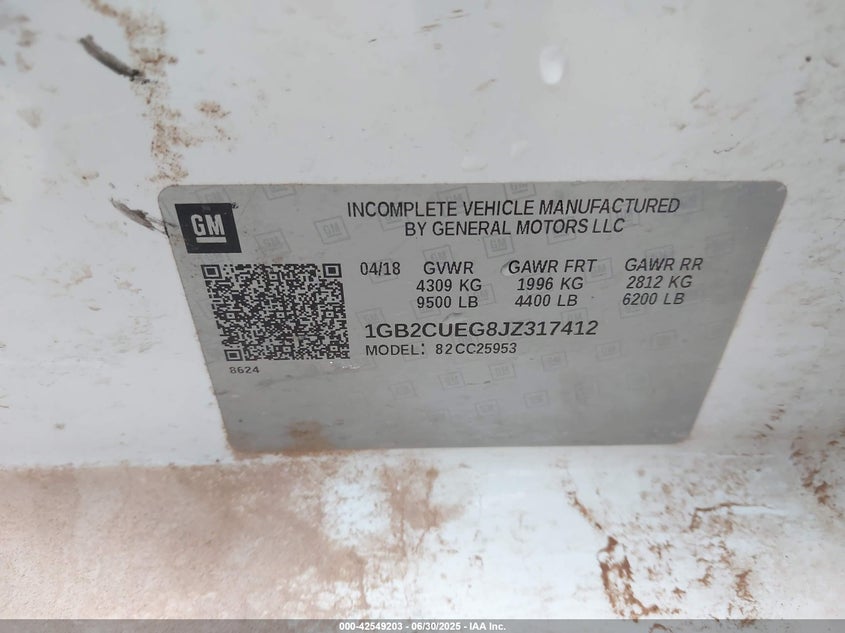 GM
INCOMPLETE VEHICLE MANUFACTURED
BY GENERAL MOTORS LLC
04/18 GVWR GAWR FRT GAWR RR
4309 KG 1996 KG 2812 KG
9500 LB 4400 LB 6200 LB
1GB2CUEG8JZ317412
MODEL: 82CC25953
8624
000-42549203 - 06/30/2025 - IAA Inc.